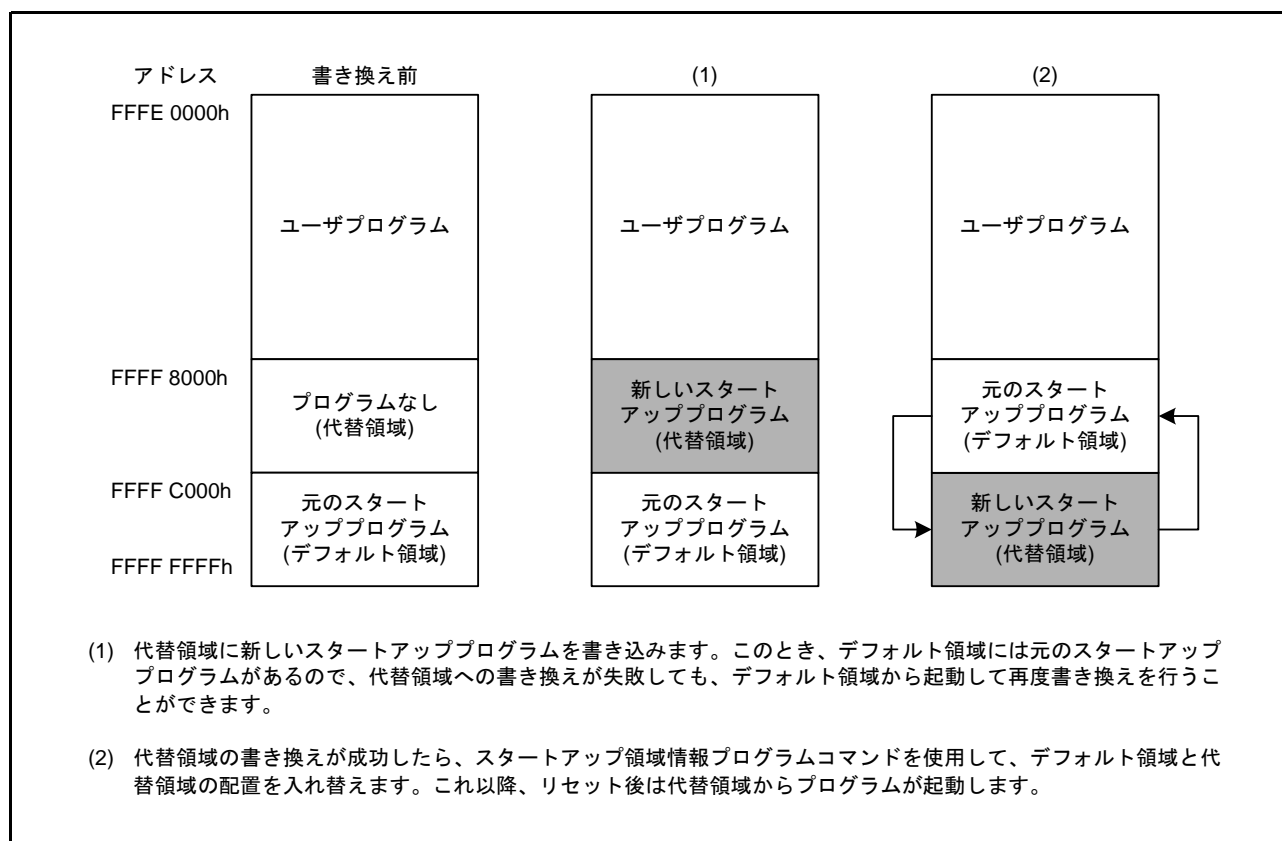 アドレス 書き換え前 (1) (2)
FFFE 0000h
ユーザプログラム ユーザプログラム ユーザプログラム
FFFF 8000h
プログラムなし
(代替領域)
新しいスタート
アッププログラム
(代替領域)
元のスタート
アッププログラム
(デフォルト領域)
FFFF C000h
元のスタート
アッププログラム
(デフォルト領域)
元のスタート
アッププログラム
(デフォルト領域)
新しいスタート
アッププログラム
(代替領域)
FFFF FFFFh
(1) 代替領域に新しいスタートアッププログラムを書き込みます。このとき、デフォルト領域には元のスタートアップ
プログラムがあるので、代替領域への書き換えが失敗しても、デフォルト領域から起動して再度書き換えを行うこ
とができます。
(2) 代替領域の書き換えが成功したら、スタートアップ領域情報プログラムコマンドを使用して、デフォルト領域と代
替領域の配置を入れ替えます。これ以降、リセット後は代替領域からプログラムが起動します。